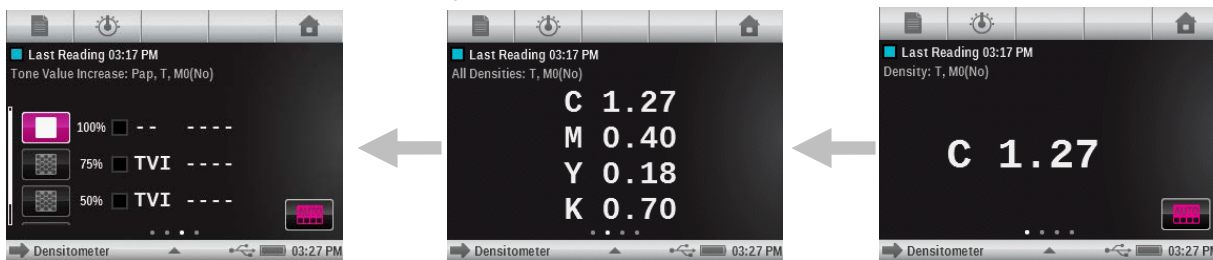 Last Reading 03:17 PM
Tone Value Increase: Pap, T, M0(No)
100% -- ----
75% TVI ----
50% TVI ----
AUTO
Densitometer 03:27 PM
Last Reading 03:17 PM
All Densities: T, M0(No)
C 1.27
M 0.40
Y 0.18
K 0.70
Densitometer 03:27 PM
Last Reading 03:17 PM
Density: T, M0(No)
C 1.27
AUTO
Densitometer 03:27 PM